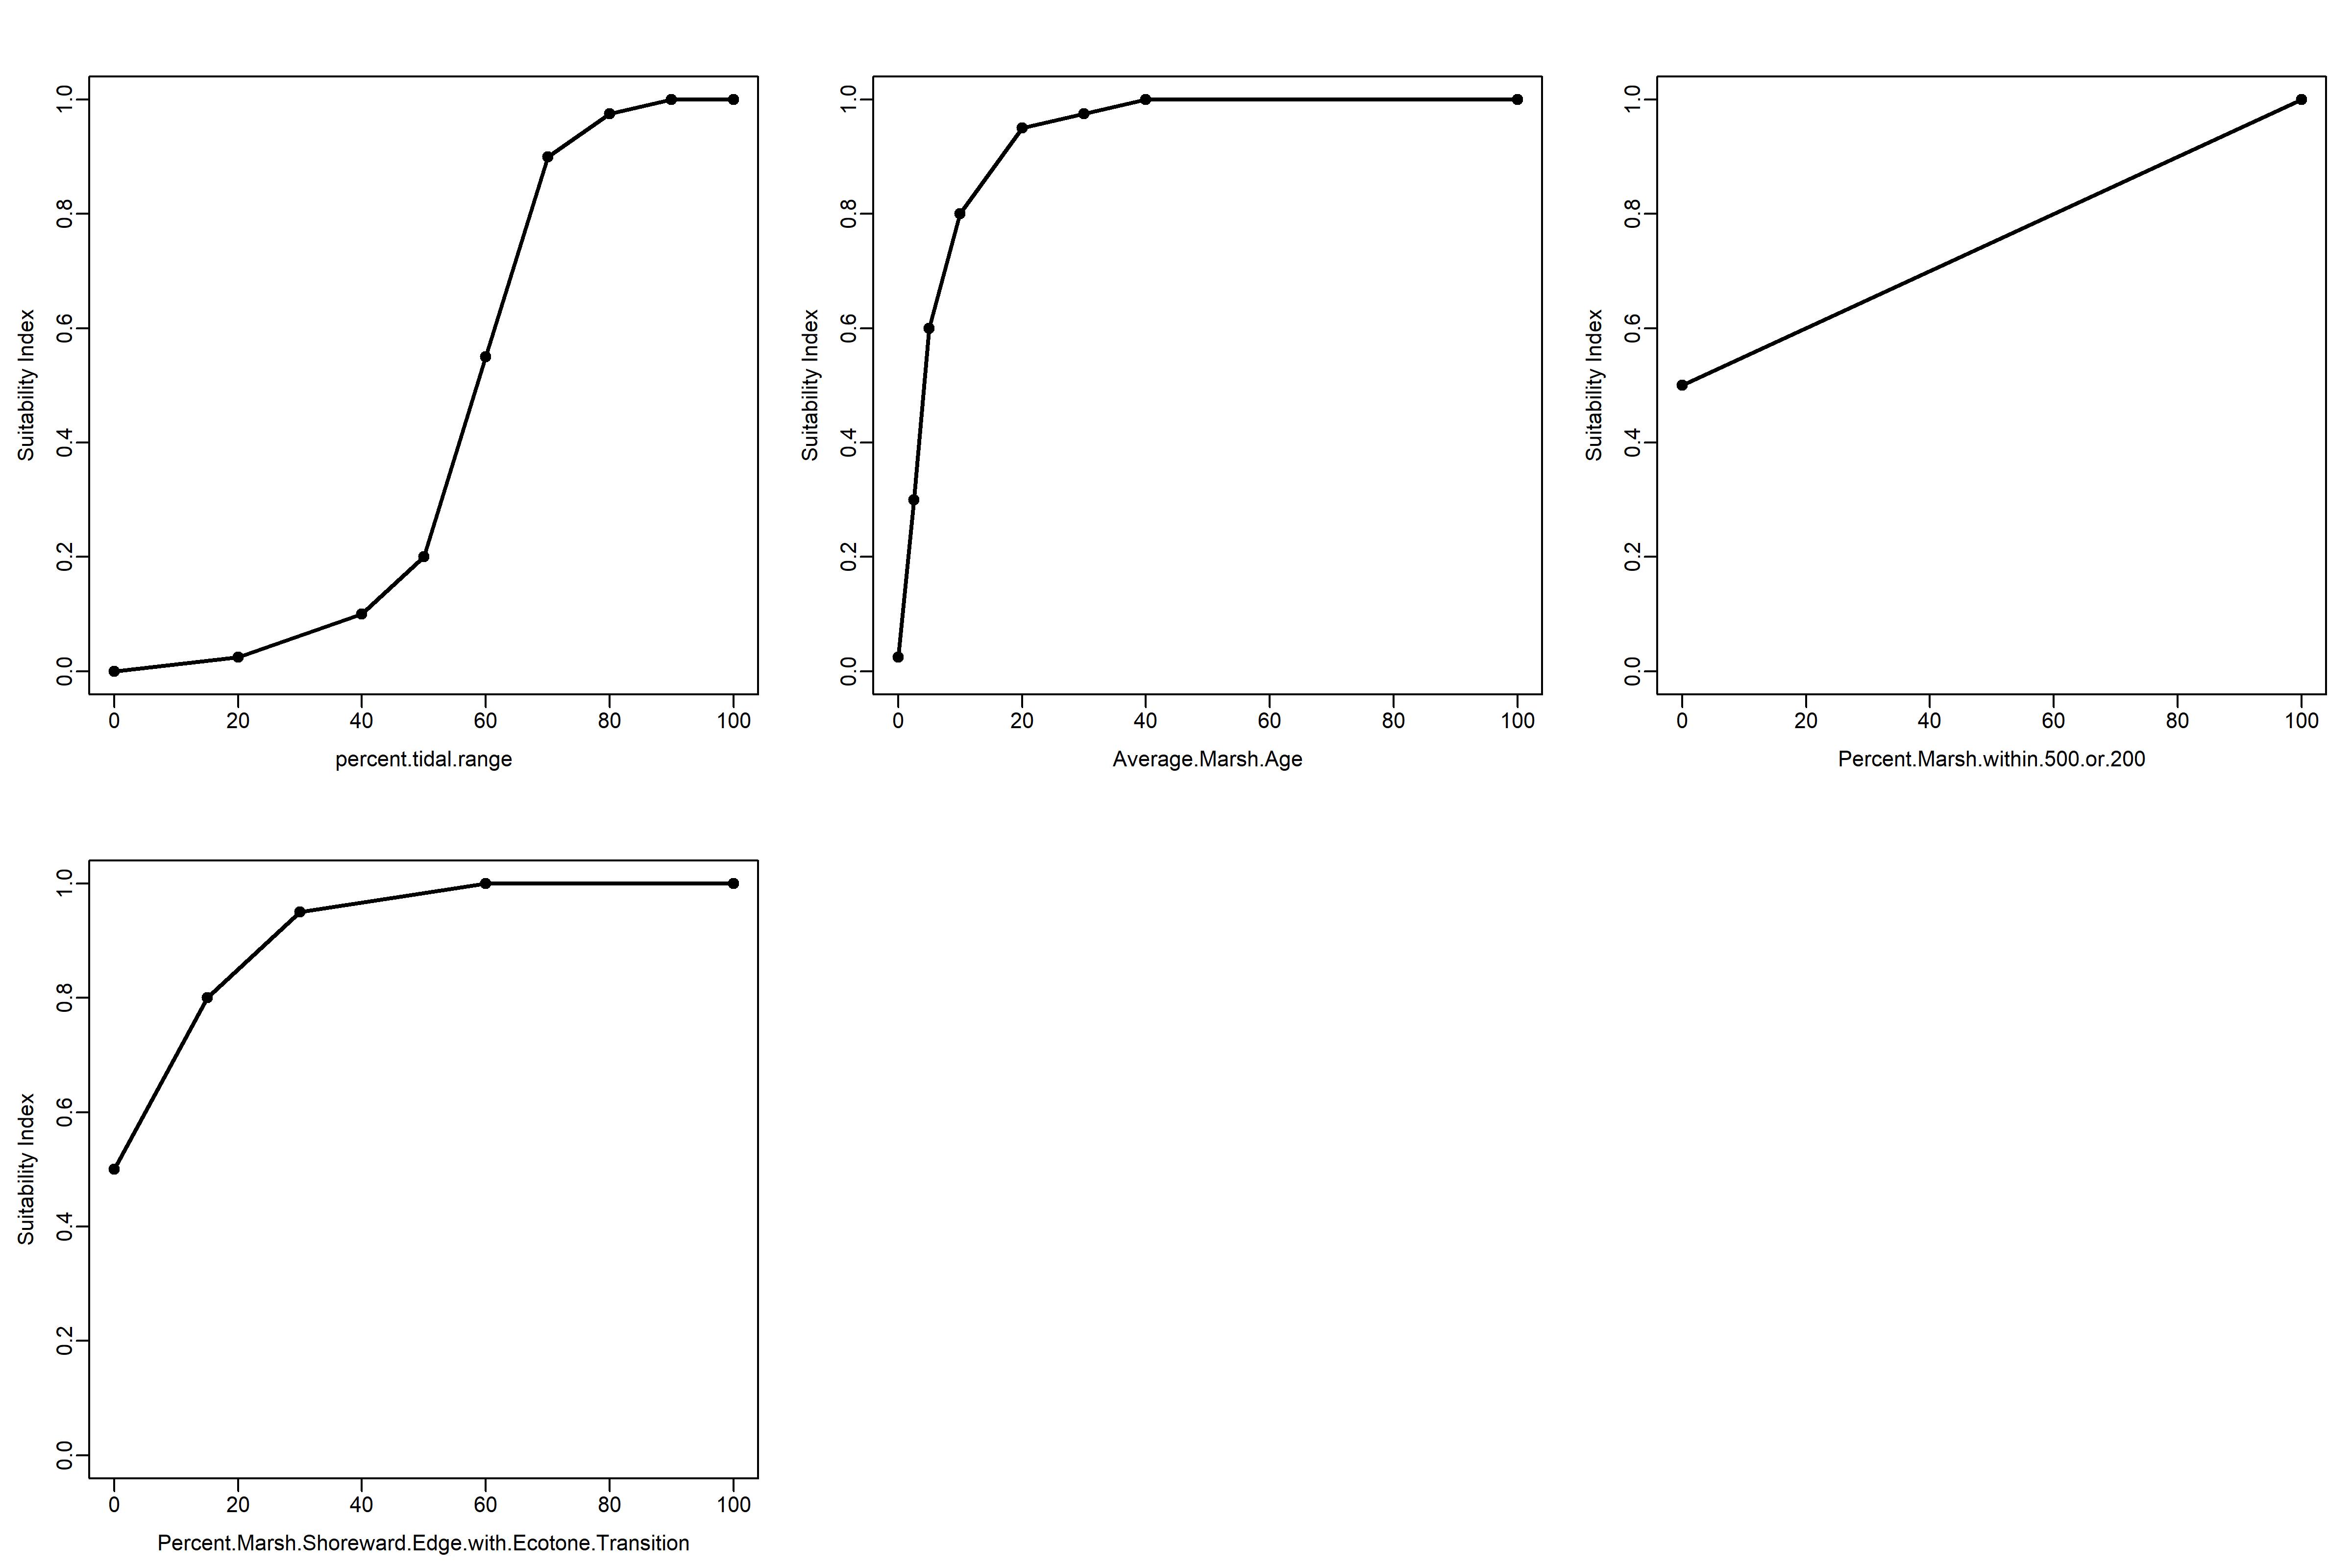 1.0
0.8
0.6
0.4
0.2
0.0
Suitability Index
0 20 40 60 80 100
percent.tidal.range
1.0
0.8
0.6
0.4
0.2
0.0
Suitability Index
0 20 40 60 80 100
Average.Marsh.Age
1.0
0.8
0.6
0.4
0.2
0.0
Suitability Index
0 20 40 60 80 100
Percent.Marsh.within.500.or.200
1.0
0.8
0.6
0.4
0.2
0.0
Suitability Index
0 20 40 60 80 100
Percent.Marsh.Shoreward.Edge.with.Ecotone.Transition